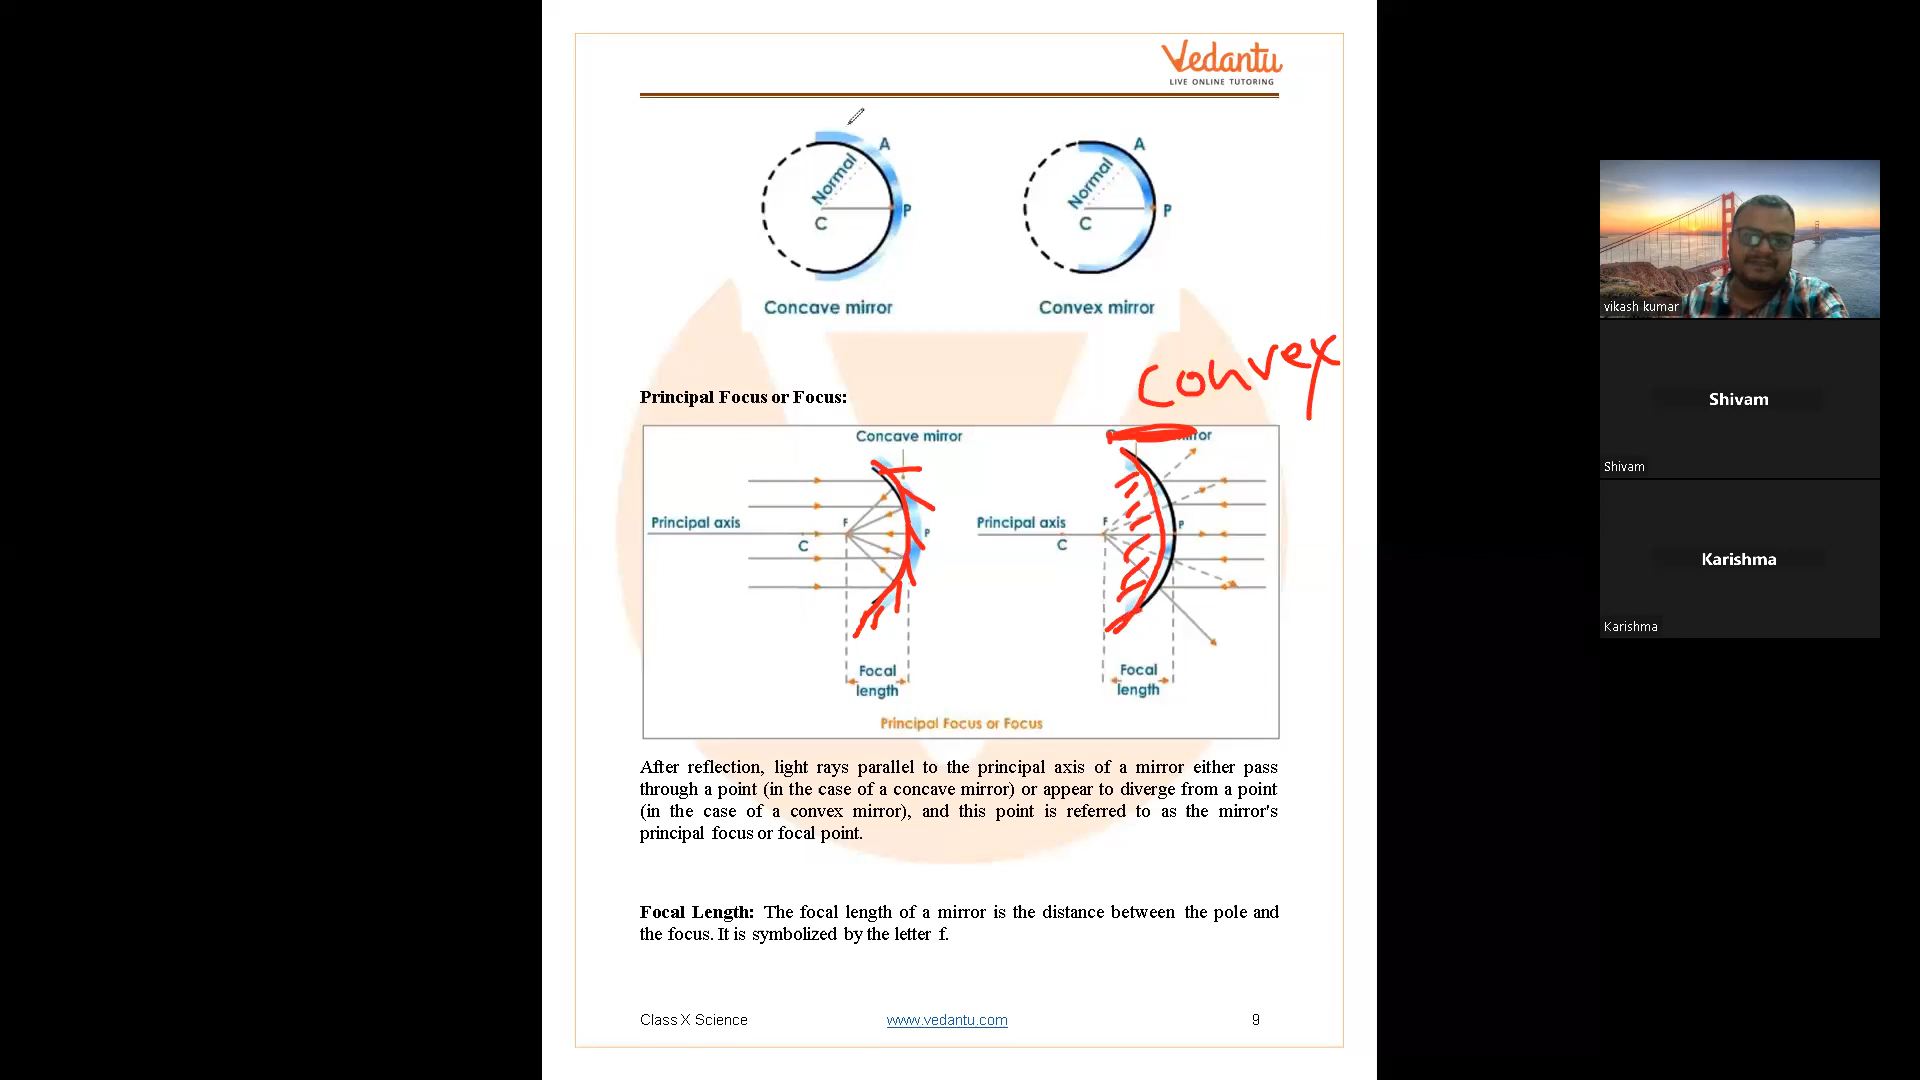 Vedantu
LIVE ONLINE TUTORING
A
Normal
P
C
Concave mirror
A
Normal
P
C
Convex mirror
convex
Principal Focus or Focus:
Concave mirror
F
Principal axis
P
C
Focal
length
mirror
F
Principal axis
P
C
Focal
length
Principal Focus or Focus
After reflection, light rays parallel to the principal axis of a mirror either pass
through a point (in the case of a concave mirror) or appear to diverge from a point
(in the case of a convex mirror), and this point is referred to as the mirror's
principal focus or focal point.
Focal Length: The focal length of a mirror is the distance between the pole and
the focus. It is symbolized by the letter f.
Class X Science
www.vedantu.com
9
vikash kumar
Shivam
Shivam
Karishma
Karishma